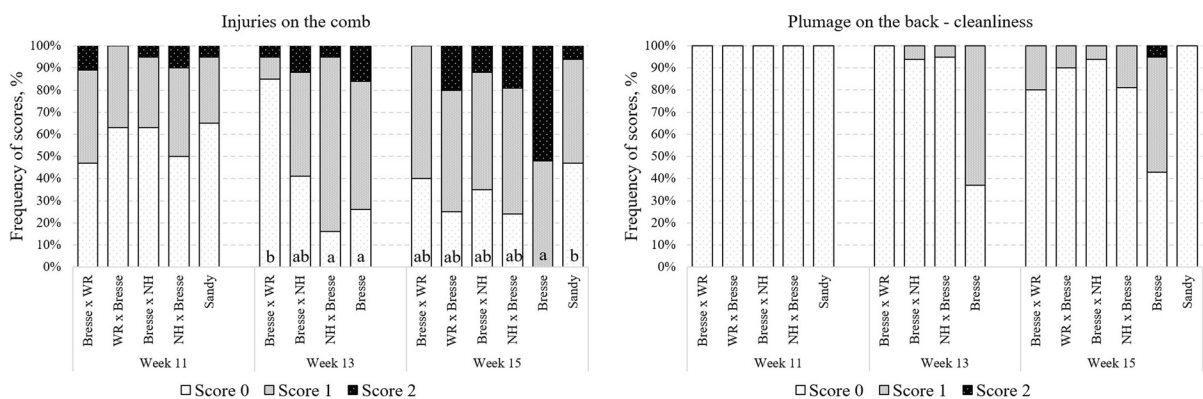 Injuries on the comb
Frequency of scores, %
100%
90%
80%
70%
60%
50%
40%
30%
20%
10%
0%
b ab a a ab ab ab ab a b
Bresse x WR
WR x Bresse
Bresse x NH
NH x Bresse
Sandy
Bresse x WR
Bresse x NH
NH x Bresse
Bresse
Bresse x WR
WR x Bresse
Bresse x NH
NH x Bresse
Bresse
Sandy
Week 11 Week 13 Week 15
Score 0 Score 1 Score 2
Plumage on the back - cleanliness
Frequency of scores, %
100%
90%
80%
70%
60%
50%
40%
30%
20%
10%
0%
Bresse x WR
WR x Bresse
Bresse x NH
NH x Bresse
Sandy
Bresse x WR
Bresse x NH
NH x Bresse
Bresse
Bresse x WR
WR x Bresse
Bresse x NH
NH x Bresse
Bresse
Sandy
Week 11 Week 13 Week 15
Score 0 Score 1 Score 2